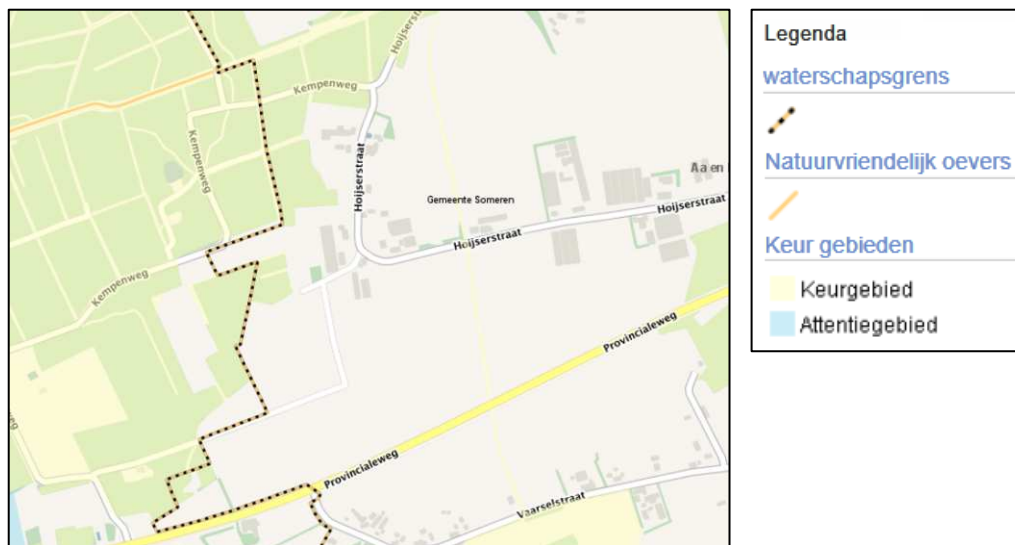 Hoijserstraat
Kempenweg
Kempenweg
Hoijserstraat
Gemeente Someren
Aa en
Hoijserstraat
Hoijserstraat
Kempenweg
Provincialeweg
weg
Provincialeweg
Vaarselstraat
Legenda
waterschapsgrens
Natuurvriendelijk oevers
Keur gebieden
Keurgebied
Attentiegebied